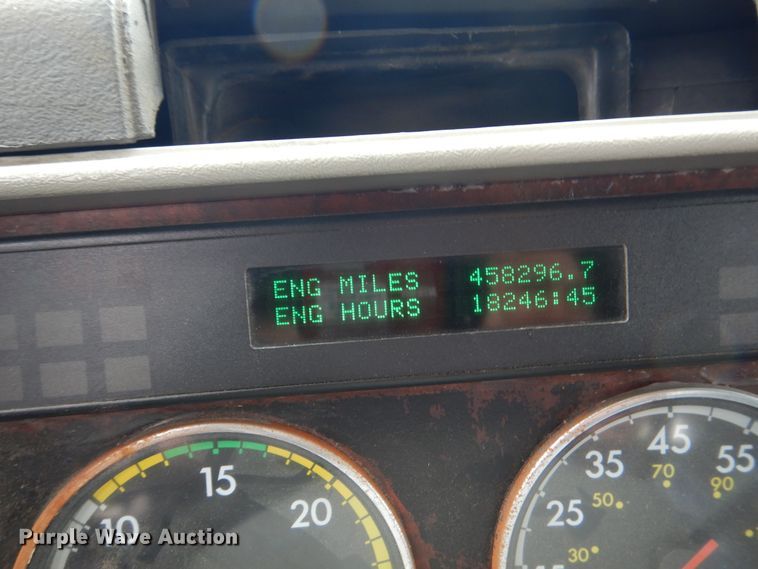 ENG MILES 458296.7
ENG HOURS 18246:45
10 15 20
25 35 45 55
30 50 70 90
Purple Wave Auction